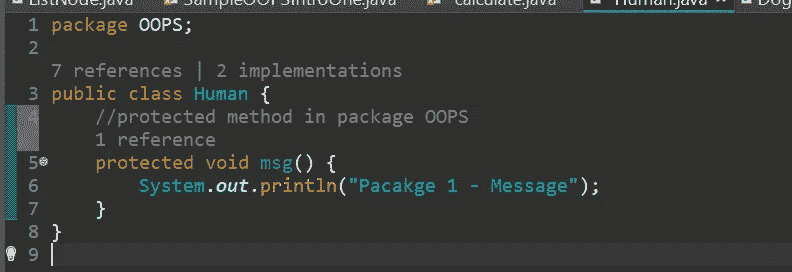 ListNode.java SampleOOPSIntroOne.java calculate.java Human.java Dog
1 package OOPS;
2
7 references | 2 implementations
3 public class Human {
4 //protected method in package OOPS
1 reference
5 protected void msg() {
6 System.out.println("Pacakge 1 - Message");
7 }
8 }
9